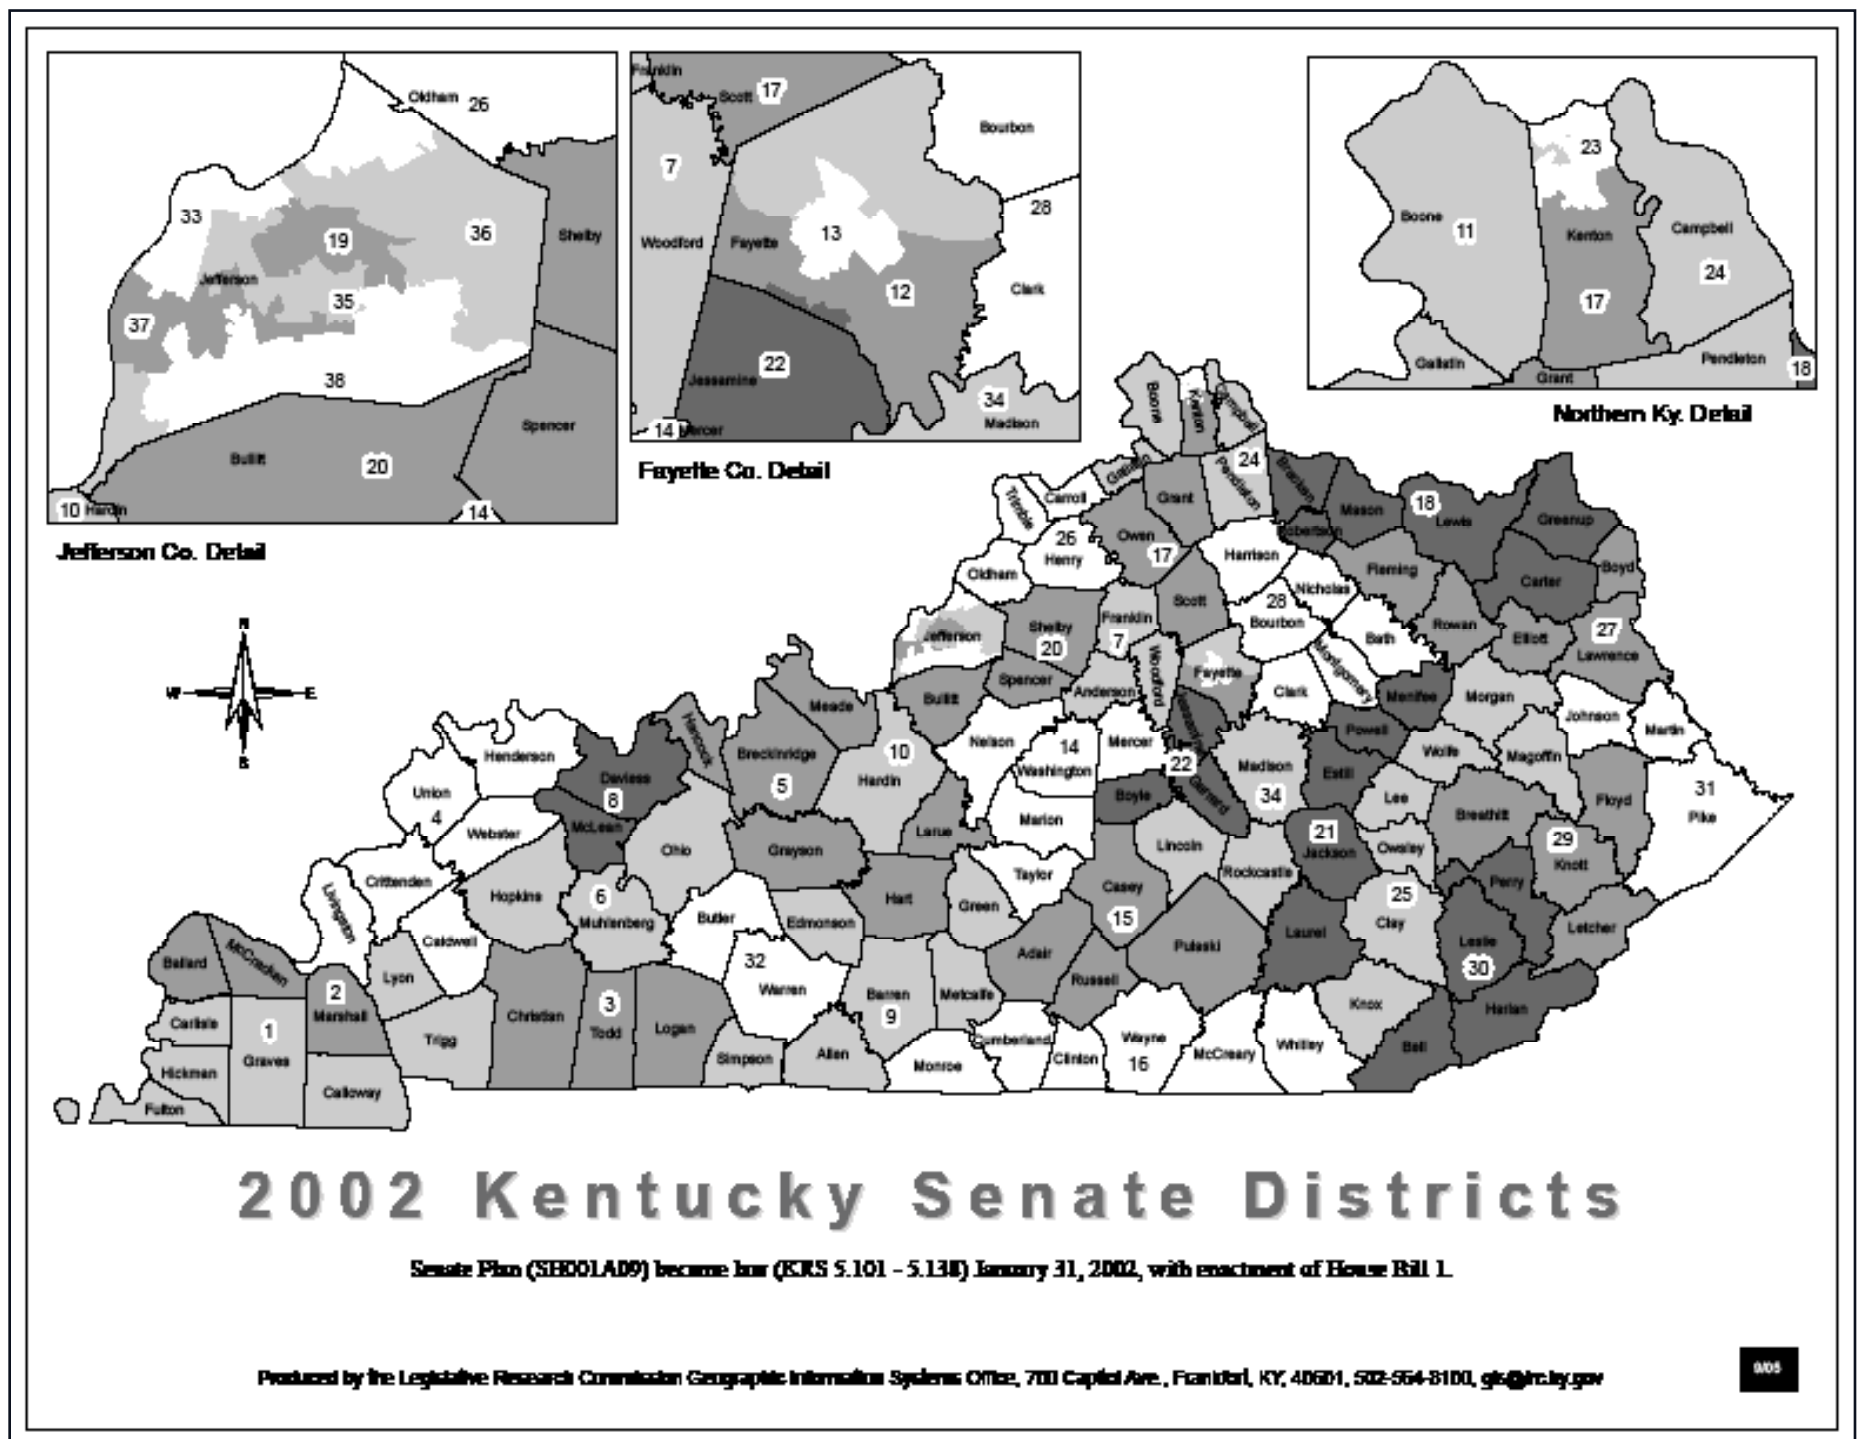 Oldham 26
33
19
36
Shelby
Jefferson
35
37
38
Spencer
Bullitt
20
10 Hardin
14
Jefferson Co. Detail
Franklin
Scott 17
Bourbon
7
28
Woodford
Fayette
13
12
Clark
22
Jessamine
34
Madison
14 Mercer
Fayette Co. Detail
23
Boone
11
Kenton
Campbell
24
17
Gallatin
Pendleton
18
Grant
Northern Ky. Detail
N
W E
S
Boone
Kenton
Campbell
24
Gallatin
Pendleton
Bracken
Carroll
Trimble
Grant
Mason
18
Lewis
Greenup
Robertson
26
Henry
Owen
17
Harrison
Oldham
Fleming
Carter
Boyd
Nicholas
28
Bourbon
Scott
Franklin
7
Shelby
20
Jefferson
Bath
Rowan
Elliott
27
Lawrence
Woodford
Fayette
Montgomery
Spencer
Anderson
Bullitt
Clark
Menifee
Morgan
Jessamine
Johnson
Martin
Meade
Hancock
Henderson
Breckinridge
5
10
Hardin
Nelson
14
Washington
Mercer
22
Garrard
Madison
34
Powell
Estill
Wolfe
Magoffin
Floyd
31
Pike
Union
4
Daviess
8
McLean
Webster
Ohio
Grayson
Larue
Marion
Boyle
Lincoln
Lee
Breathitt
29
Knott
21
Jackson
Owsley
Rockcastle
Crittenden
Livingston
Hopkins
6
Muhlenberg
Butler
Edmonson
Hart
Green
Taylor
Casey
15
25
Clay
Perry
Letcher
Caldwell
Ballard
McCracken
Lyon
32
Warren
Adair
Russell
Pulaski
Laurel
Leslie
30
2
Marshall
Christian
3
Todd
Logan
Barren
9
Metcalfe
Knox
Harlan
Carlisle
1
Graves
Trigg
Simpson
Allen
Monroe
Cumberland
Clinton
Wayne
16
McCreary
Whitley
Bell
Hickman
Calloway
Fulton
2002 Kentucky Senate Districts
Senate Plan (SH001A09) became law (KRS 5.101 - 5.138) January 31, 2002, with enactment of House Bill 1.
Produced by the Legislative Research Commission Geographic Information Systems Office, 700 Capitol Ave., Frankfort, KY, 40601, 502-564-8100, gis@lrc.ky.gov
9/05